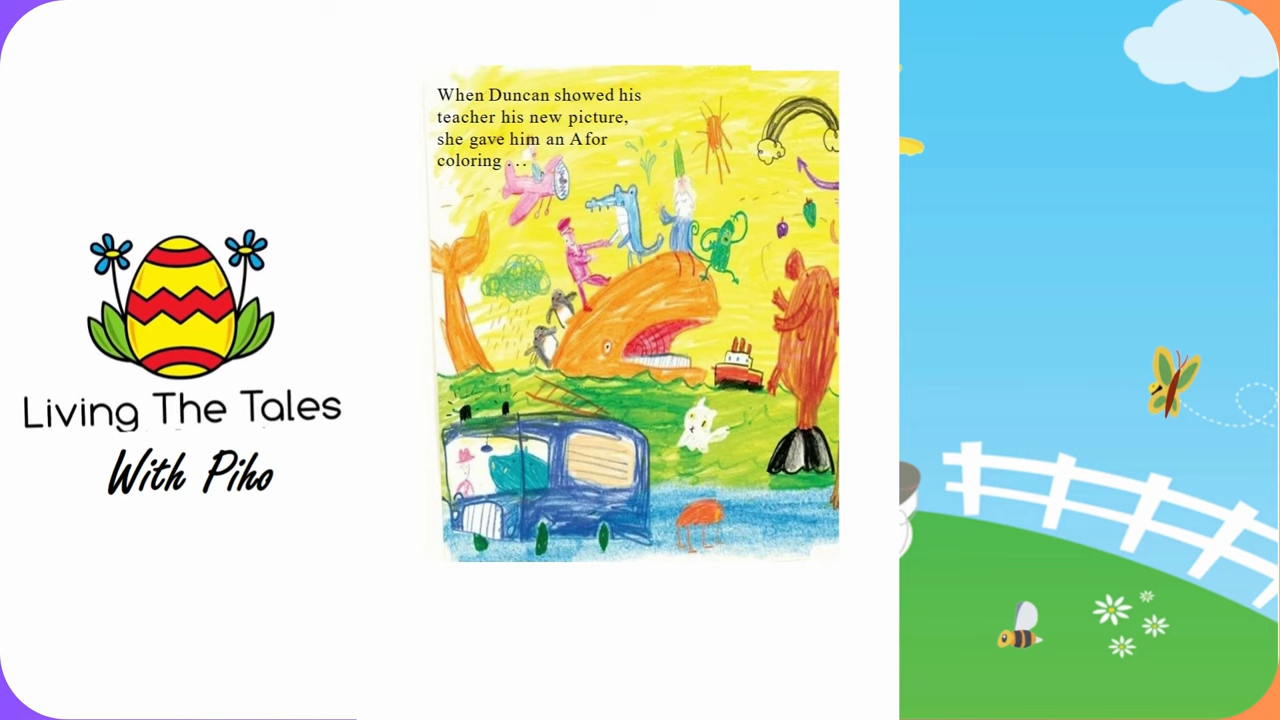 When Duncan showed his
teacher his new picture,
she gave him an A for
coloring . . .
Living The Tales
With Piho